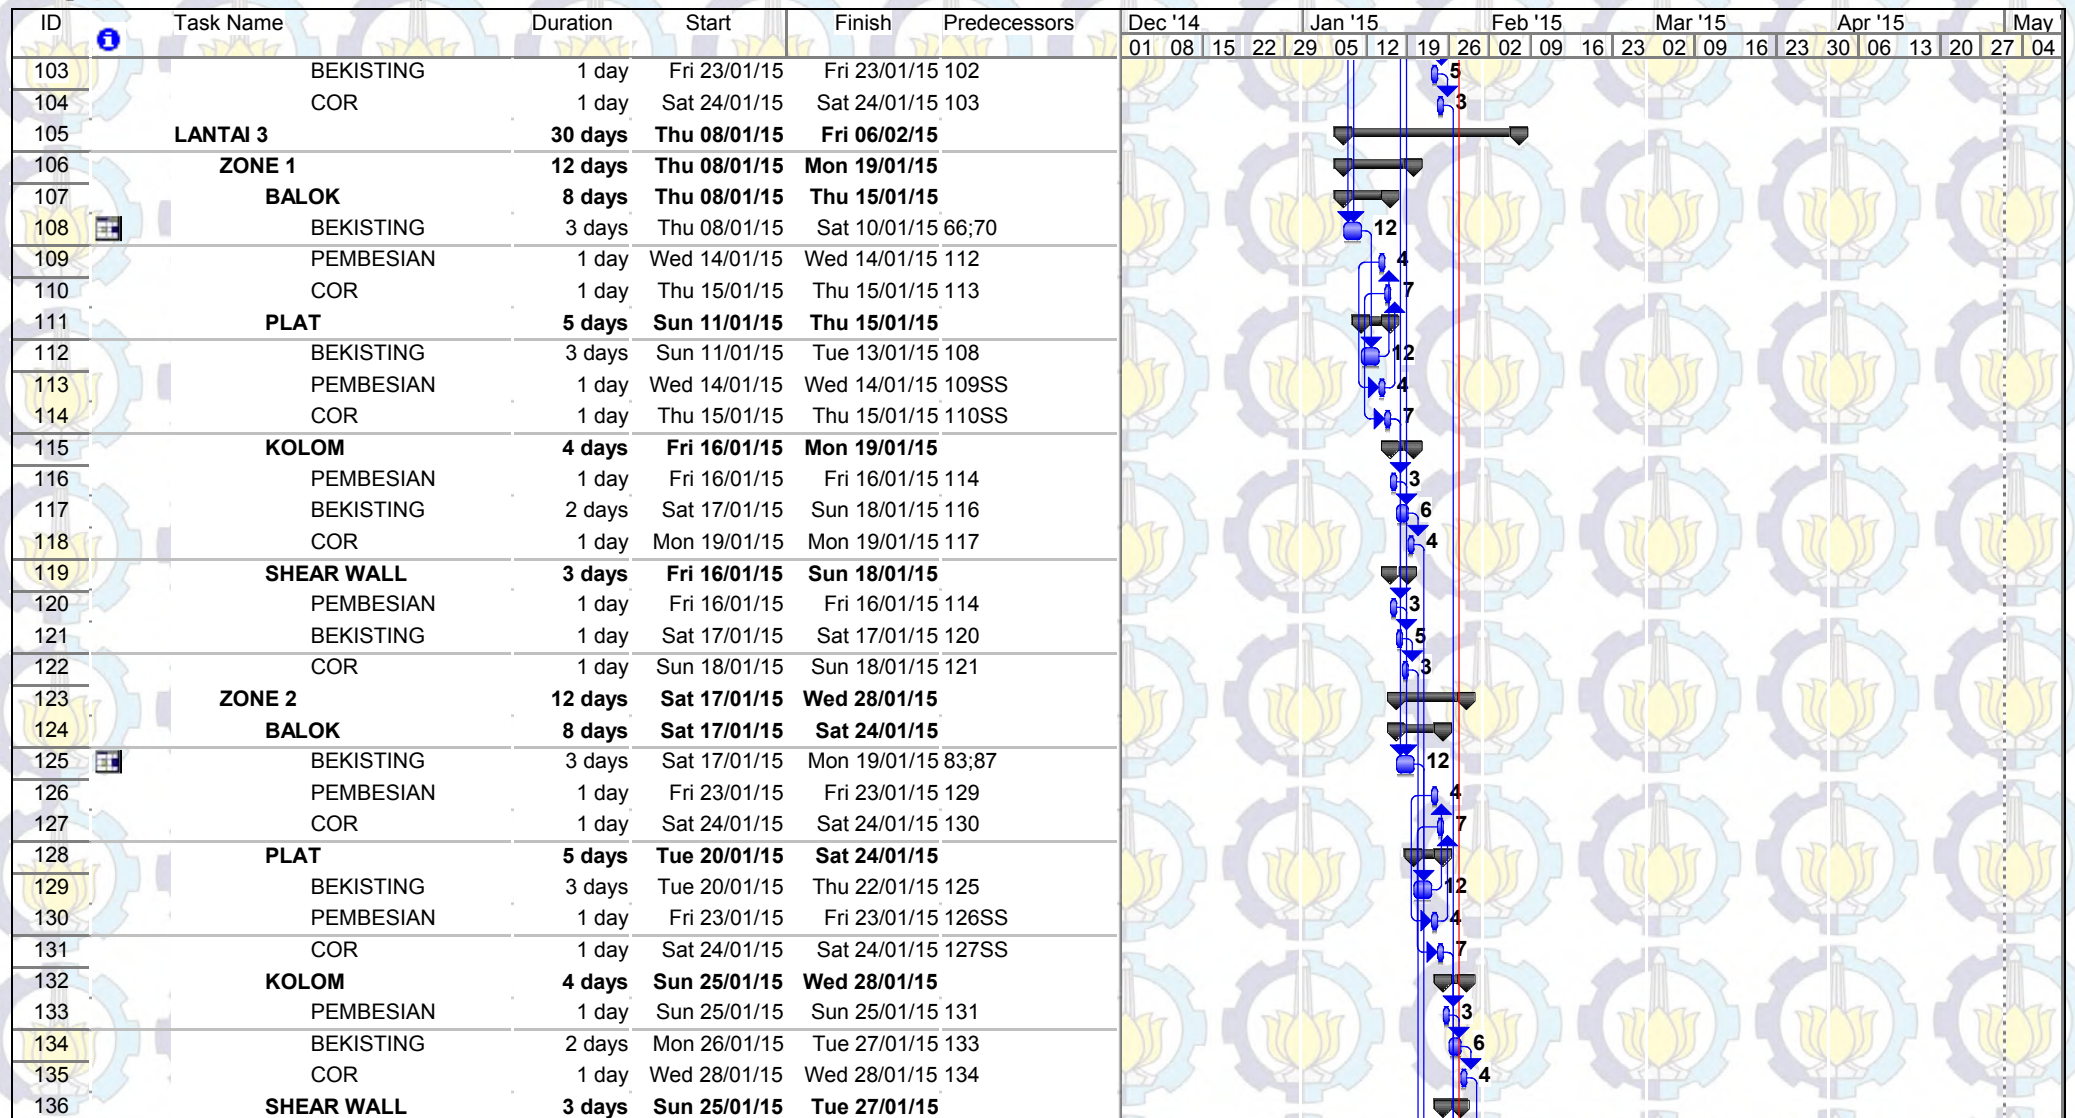 ID Task Name Duration Start Finish Predecessors Dec '14 Jan '15 Feb '15 Mar '15 Apr '15 May '
01 08 15 22 29 05 12 19 26 02 09 16 23 02 09 16 23 30 06 13 20 27 04
103 BEKISTING 1 day Fri 23/01/15 Fri 23/01/15 102 5
104 COR 1 day Sat 24/01/15 Sat 24/01/15 103 3
105 LANTAI 3 30 days Thu 08/01/15 Fri 06/02/15
106 ZONE 1 12 days Thu 08/01/15 Mon 19/01/15
107 BALOK 8 days Thu 08/01/15 Thu 15/01/15
108 BEKISTING 3 days Thu 08/01/15 Sat 10/01/15 66;70 12
109 PEMBESIAN 1 day Wed 14/01/15 Wed 14/01/15 112 4
110 COR 1 day Thu 15/01/15 Thu 15/01/15 113 7
111 PLAT 5 days Sun 11/01/15 Thu 15/01/15
112 BEKISTING 3 days Sun 11/01/15 Tue 13/01/15 108 12
113 PEMBESIAN 1 day Wed 14/01/15 Wed 14/01/15 109SS 4
114 COR 1 day Thu 15/01/15 Thu 15/01/15 110SS 7
115 KOLOM 4 days Fri 16/01/15 Mon 19/01/15
116 PEMBESIAN 1 day Fri 16/01/15 Fri 16/01/15 114 3
117 BEKISTING 2 days Sat 17/01/15 Sun 18/01/15 116 6
118 COR 1 day Mon 19/01/15 Mon 19/01/15 117 4
119 SHEAR WALL 3 days Fri 16/01/15 Sun 18/01/15
120 PEMBESIAN 1 day Fri 16/01/15 Fri 16/01/15 114 3
121 BEKISTING 1 day Sat 17/01/15 Sat 17/01/15 120 5
122 COR 1 day Sun 18/01/15 Sun 18/01/15 121 3
123 ZONE 2 12 days Sat 17/01/15 Wed 28/01/15
124 BALOK 8 days Sat 17/01/15 Sat 24/01/15
125 BEKISTING 3 days Sat 17/01/15 Mon 19/01/15 83;87 12
126 PEMBESIAN 1 day Fri 23/01/15 Fri 23/01/15 129 4
127 COR 1 day Sat 24/01/15 Sat 24/01/15 130 7
128 PLAT 5 days Tue 20/01/15 Sat 24/01/15
129 BEKISTING 3 days Tue 20/01/15 Thu 22/01/15 125 12
130 PEMBESIAN 1 day Fri 23/01/15 Fri 23/01/15 126SS 4
131 COR 1 day Sat 24/01/15 Sat 24/01/15 127SS 7
132 KOLOM 4 days Sun 25/01/15 Wed 28/01/15
133 PEMBESIAN 1 day Sun 25/01/15 Sun 25/01/15 131 3
134 BEKISTING 2 days Mon 26/01/15 Tue 27/01/15 133 6
135 COR 1 day Wed 28/01/15 Wed 28/01/15 134 4
136 SHEAR WALL 3 days Sun 25/01/15 Tue 27/01/15